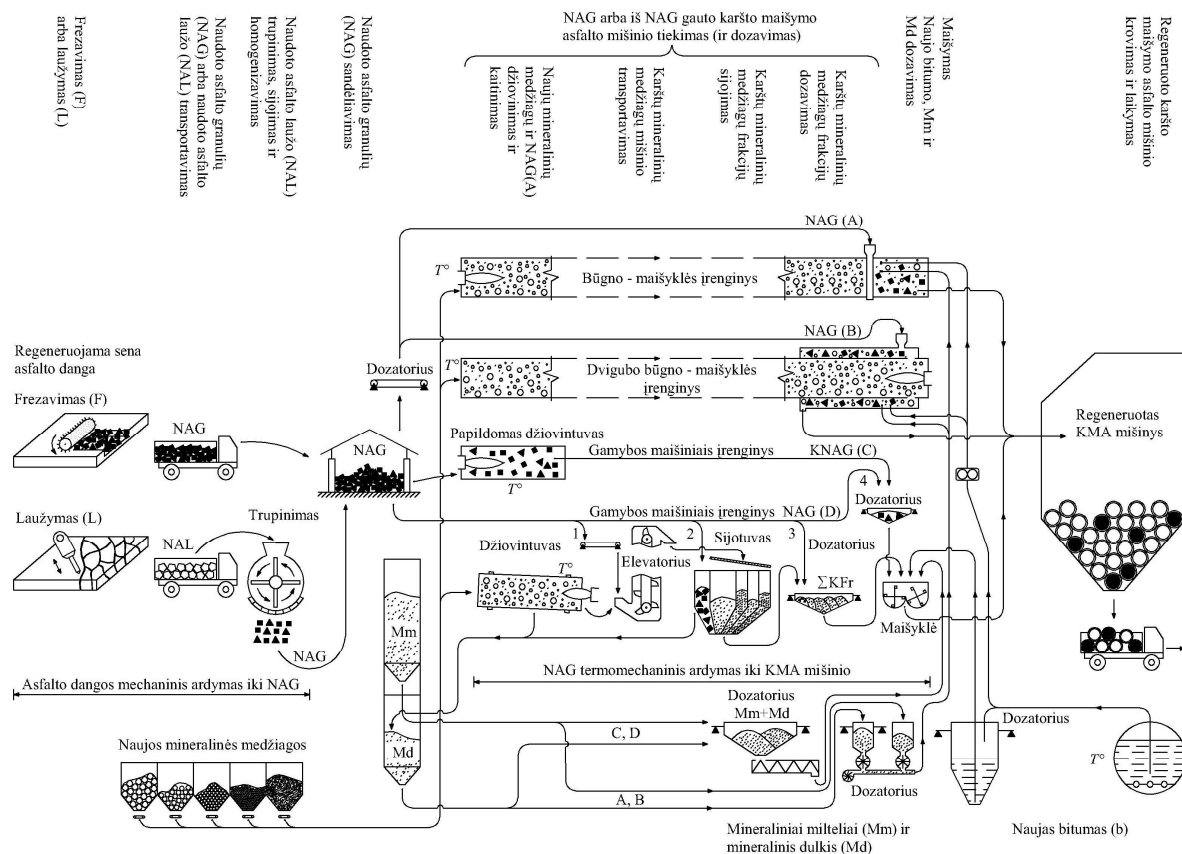 Frezavimas (F)
arba laužymas (L)
Naudoto asfalto granulių
(NAG) arba naudoto asfalto
laužo (NAL) transportavimas
Naudoto asfalto laužo (NAL)
trupinimas, sijojimas ir
homogenizavimas
Naudoto asfalto granulių
(NAG) sandėliavimas
NAG arba iš NAG gauto karšto maišymo
asfalto mišinio tiekimas (ir dozavimas)
Naujų mineralinių
medžiagų ir NAG(A)
džiovinimas ir
kaitinimas
Karštų mineralinių
medžiagų mišinio
transportavimas
Karštų mineralinių
medžiagų frakcijų
sijojimas
Karštų mineralinių
medžiagų frakcijų
dozavimas
Maišymas
Naujo bitumo, Mm ir
Md dozavimas
Regeneruoto karšto
maišymo asfalto mišinio
krovimas ir laikymas
NAG (A)
T°
Būgno - maišyklės įrenginys
NAG (B)
Regeneruojama sena
asfalto danga
Dozatorius
T°
Dvigubo būgno - maišyklės
įrenginys
Frezavimas (F)
NAG
NAG
Papildomas džiovintuvas
T°
Gamybos maišiniais įrenginys
KNAG (C)
Regeneruotas
KMA mišinys
4
Dozatorius
Laužymas (L)
NAL
Trupinimas
Gamybos maišiniais įrenginys
NAG (D)
1
2
3
Džiovintuvas
T°
Elevatorius
Sijotuvas
Dozatorius
ΣKFr
Maišyklė
NAG
Mm
Asfalto dangos mechaninis ardymas iki NAG
NAG termomechaninis ardymas iki KMA mišinio
Dozatorius
Mm+Md
Dozatorius
Naujos mineralinės medžiagos
Md
C, D
T°
A, B
Dozatorius
Mineraliniai milteliai (Mm) ir
mineralinis dulkis (Md)
Naujas bitumas (b)